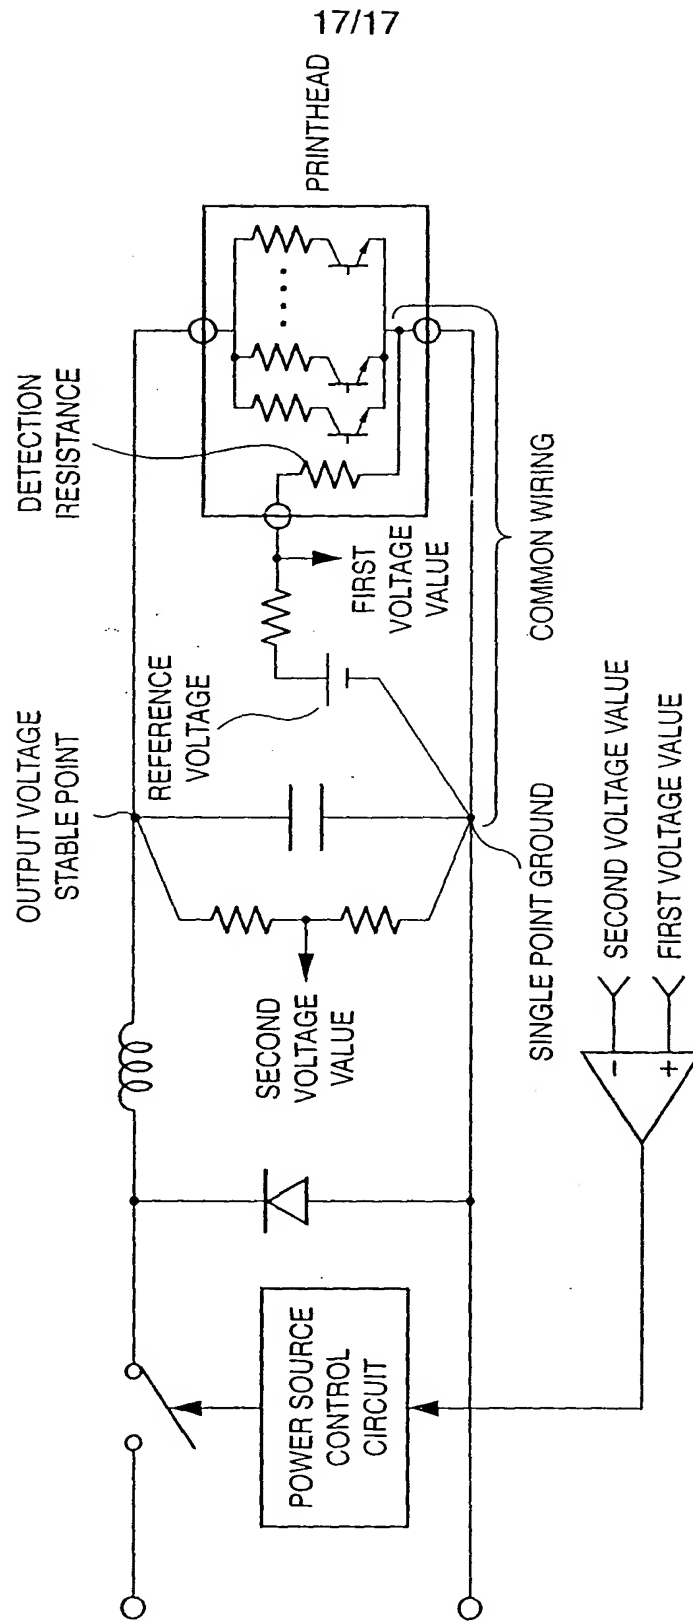 17/17
PRINTHEAD
DETECTION
RESISTANCE
FIRST
VOLTAGE
VALUE
COMMON WIRING
REFERENCE
VOLTAGE
OUTPUT VOLTAGE
STABLE POINT
SINGLE POINT GROUND
SECOND
VOLTAGE
VALUE
SECOND VOLTAGE VALUE
FIRST VOLTAGE VALUE
-
+
POWER SOURCE
CONTROL
CIRCUIT